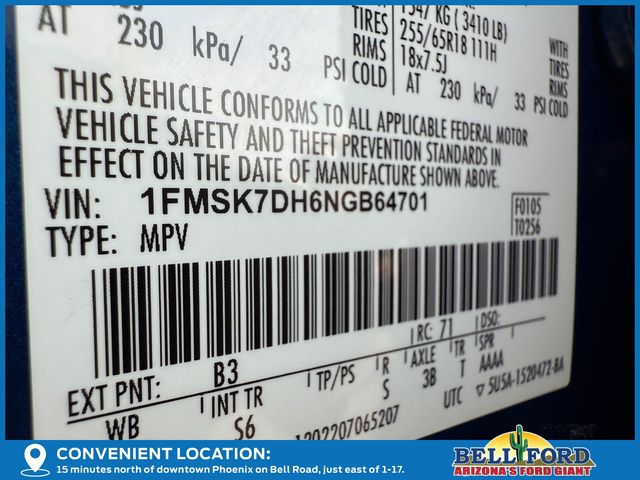 AT 230 kPa/ 33 PSI COLD
KG ( 3410 LB)
TIRES 255/65R18 111H WITH
RIMS 18x7.5J TIRES
AT 230 kPa/ 33 PSI COLD RIMS
THIS VEHICLE CONFORMS TO ALL APPLICABLE FEDERAL MOTOR
VEHICLE SAFETY AND THEFT PREVENTION STANDARDS IN
EFFECT ON THE DATE OF MANUFACTURE SHOWN ABOVE.
VIN: 1FMSK7DH6NGB64701
TYPE: MPV
F0105
T0256
EXT PNT: B3 RC: 71 DSO:
WB INT TR TP/PS R AXLE TR SPR
S6 S 3B T AAAA
UTC ▽ 5U5A-1520472-BA
1202207065207
CONVENIENT LOCATION:
15 minutes north of downtown Phoenix on Bell Road, just east of 1-17.
BELL FORD
ARIZONA'S FORD GIANT